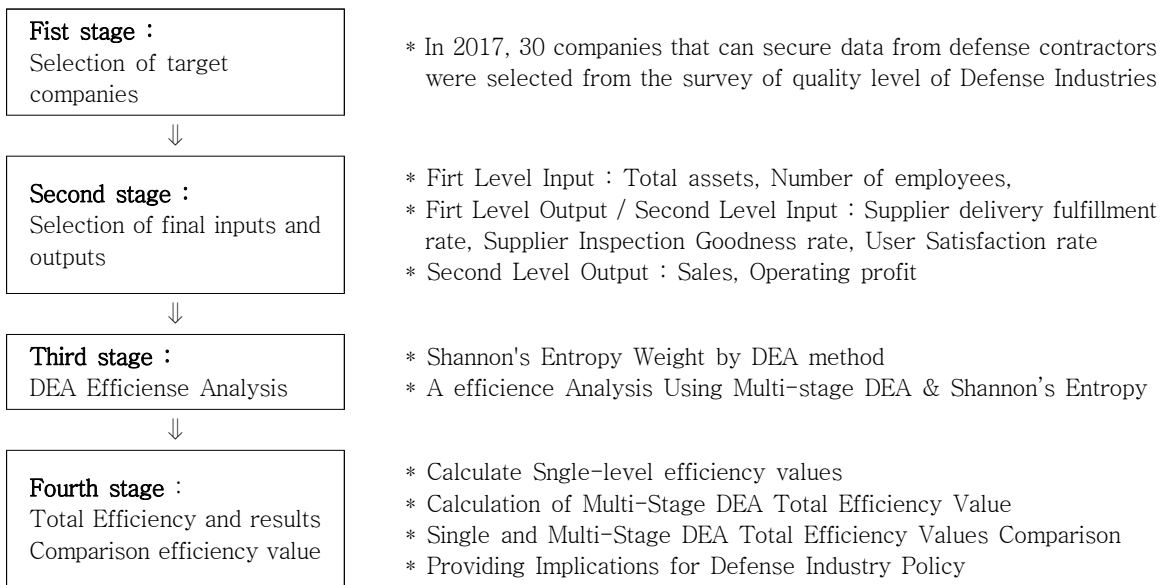 Fist stage :
Selection of target
companies
* In 2017, 30 companies that can secure data from defense contractors
were selected from the survey of quality level of Defense Industries
⇓
Second stage :
Selection of final inputs and
outputs
* Firt Level Input : Total assets, Number of employees,
* Firt Level Output / Second Level Input : Supplier delivery fulfillment
rate, Supplier Inspection Goodness rate, User Satisfaction rate
* Second Level Output : Sales, Operating profit
⇓
Third stage :
DEA Efficiense Analysis
* Shannon's Entropy Weight by DEA method
* A efficience Analysis Using Multi-stage DEA & Shannon’s Entropy
⇓
Fourth stage :
Total Efficiency and results
Comparison efficiency value
* Calculate Sngle-level efficiency values
* Calculation of Multi-Stage DEA Total Efficiency Value
* Single and Multi-Stage DEA Total Efficiency Values Comparison
* Providing Implications for Defense Industry Policy